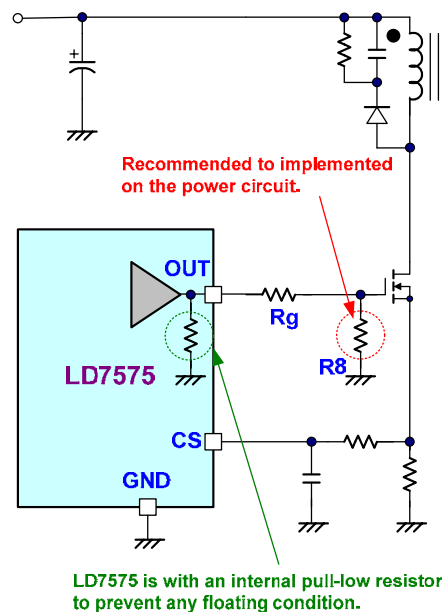 +
Recommended to implemented
on the power circuit.
OUT
Rg
R8
LD7575
CS
GND
LD7575 is with an internal pull-low resistor
to prevent any floating condition.